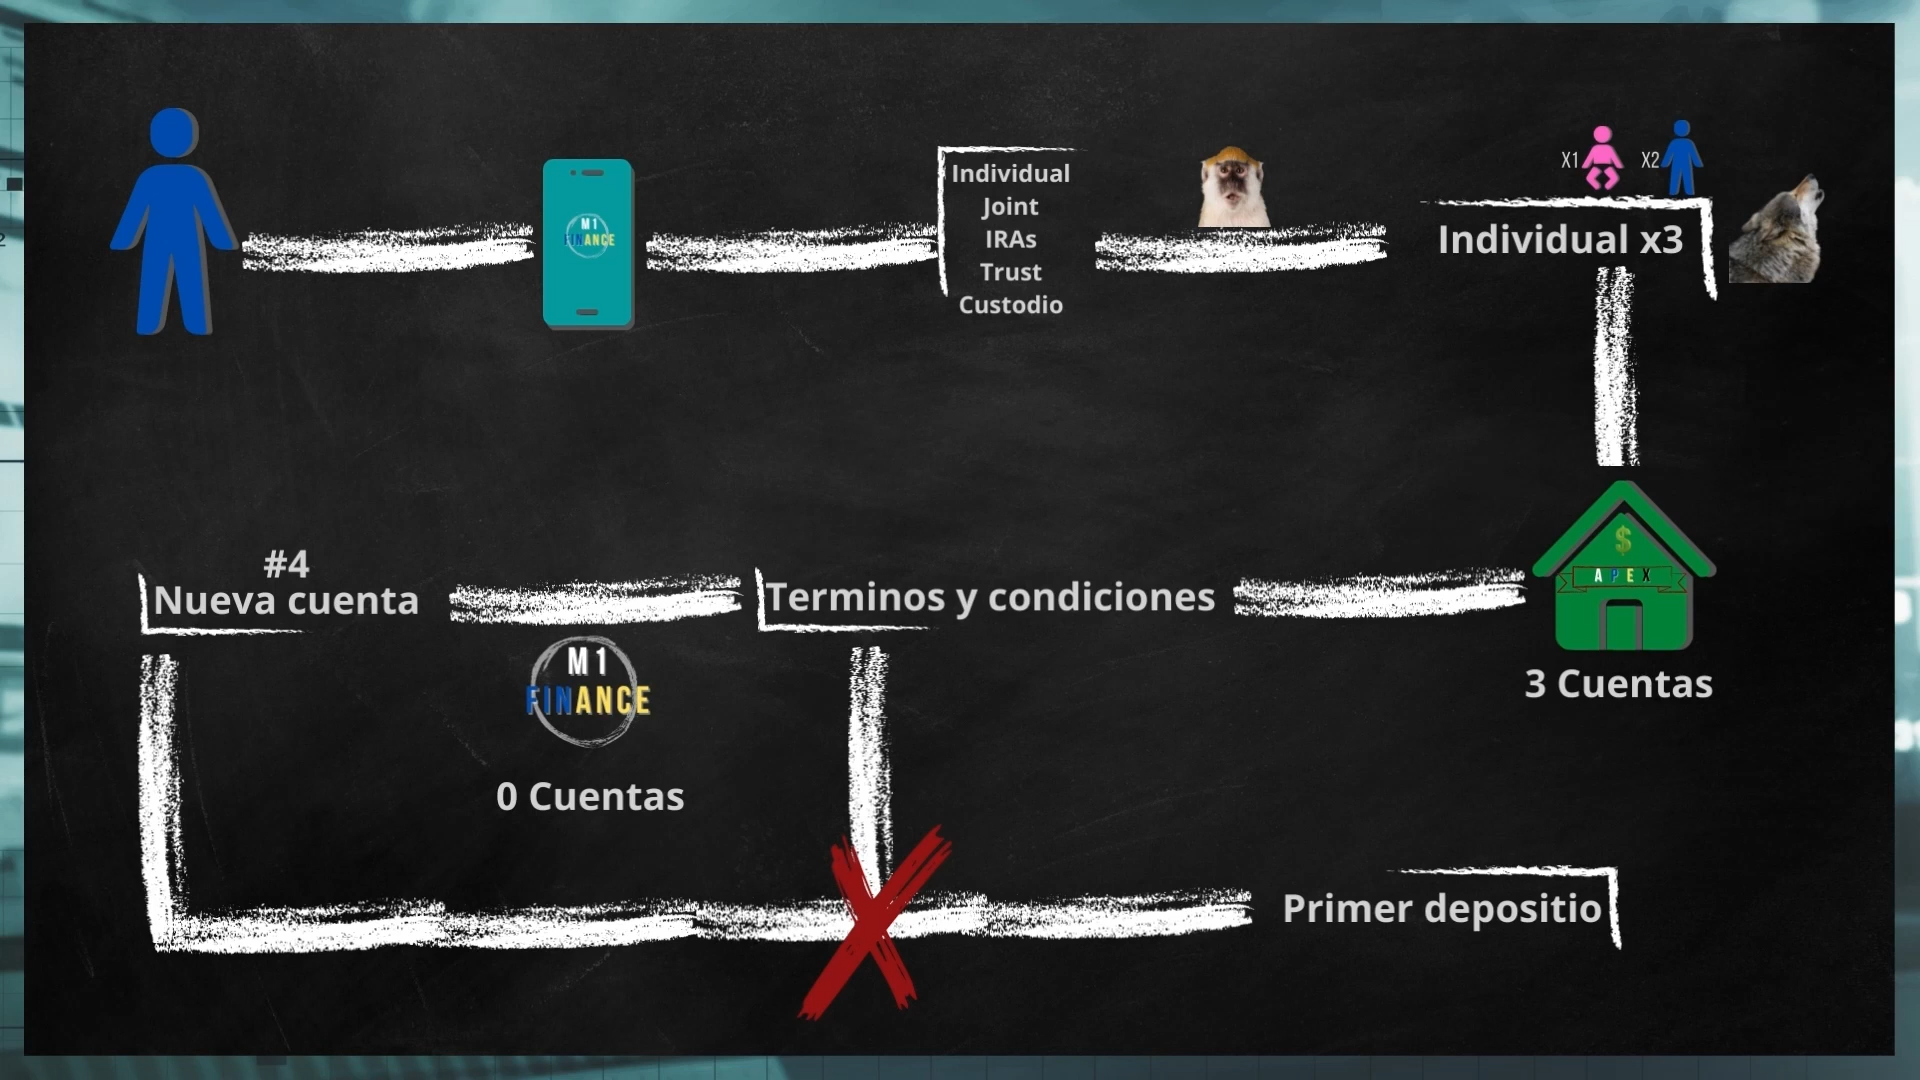 M1
FINANCE
Individual
Joint
IRAs
Trust
Custodio
X1
X2
Individual x3
2
#4
Nueva cuenta
Terminos y condiciones
$
APEX
3 Cuentas
M1
FINANCE
0 Cuentas
Primer depositio